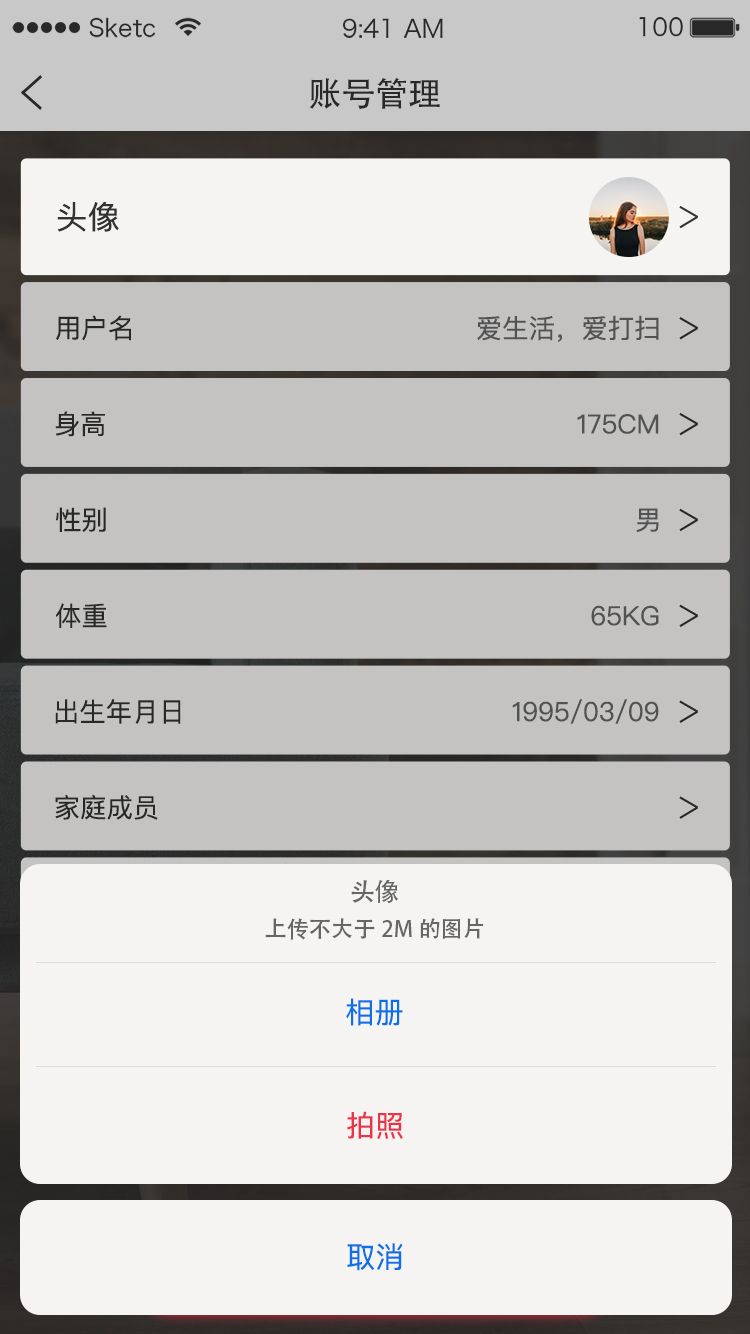 Sketc 9:41 AM 100
账号管理
头像
用户名 爱生活，爱打扫
身高 175CM
性别 男
体重 65KG
出生年月日 1995/03/09
家庭成员
头像
上传不大于 2M 的图片
相册
拍照
取消